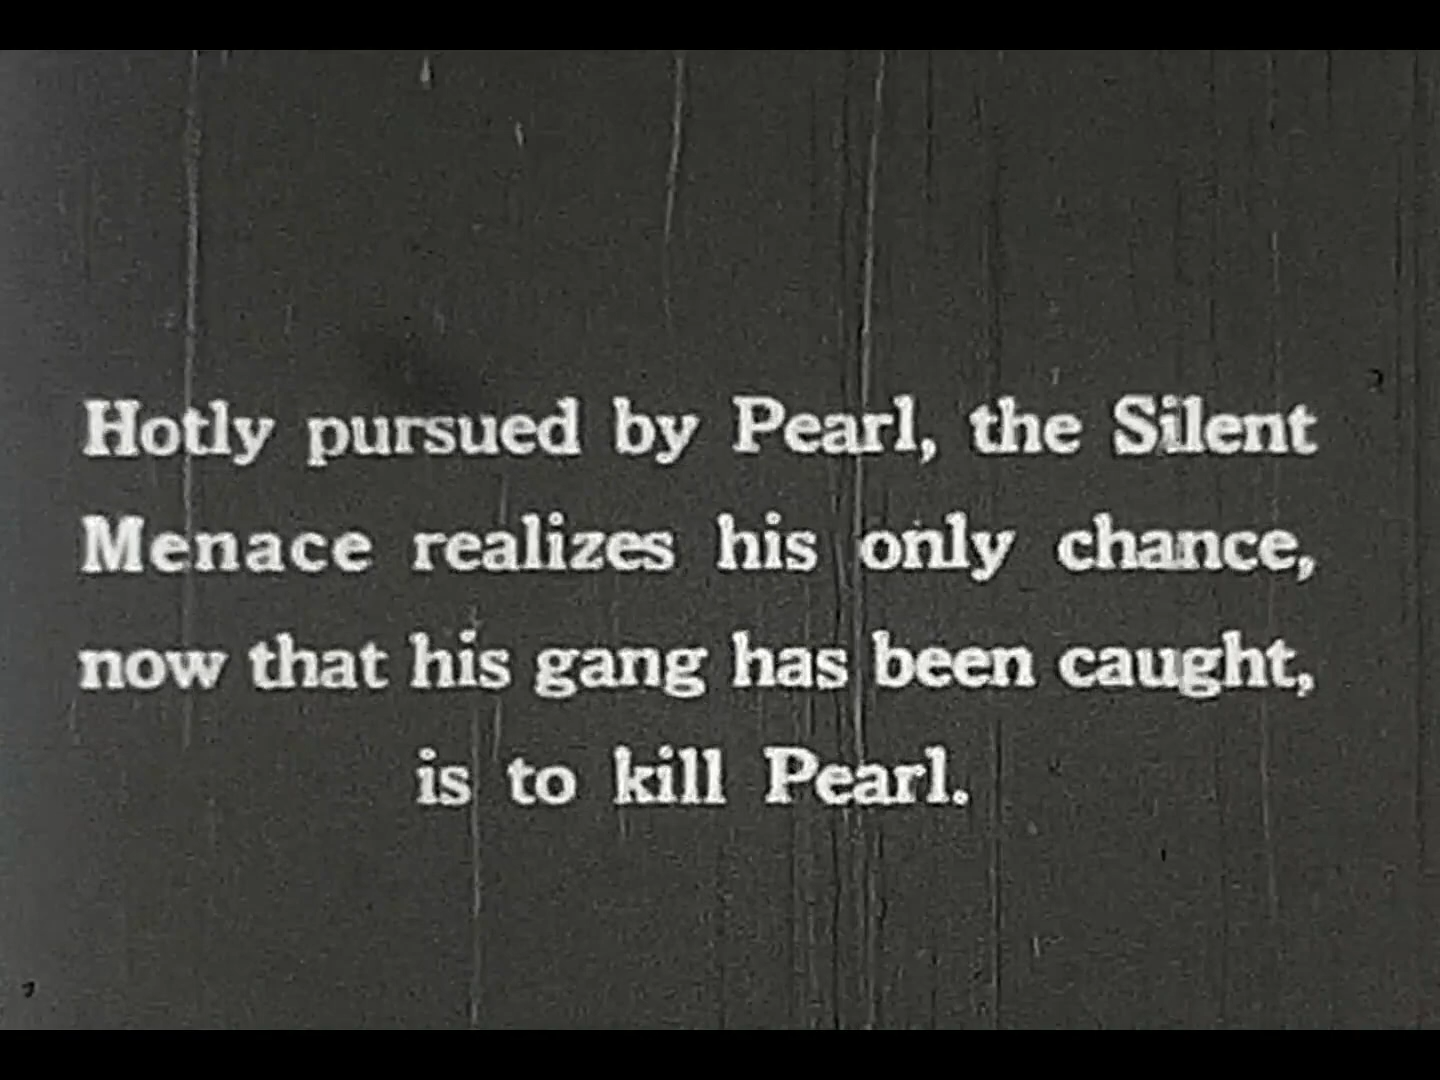 Hotly pursued by Pearl, the Silent
Menace realizes his only chance,
now that his gang has been caught,
is to kill Pearl.